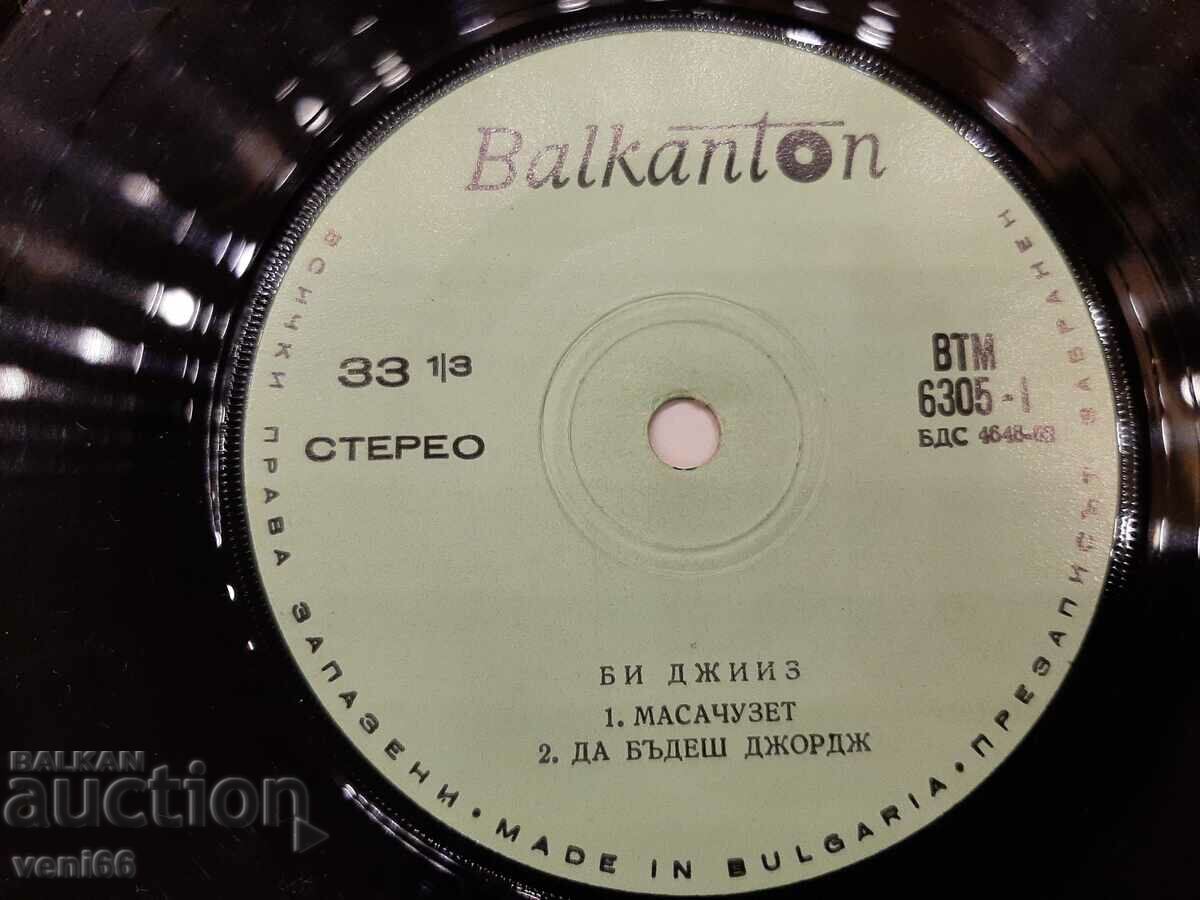 Balkanton
33 1/3
СТЕРЕО
ВТМ
6305 - I
БДС 4648-63
БИ ДЖИИЗ
1. МАСАЧУЗЕТ
2. ДА БЪДЕШ ДЖОРДЖ
ВСИЧКИ ПРАВА ЗАПАЗЕНИ • MADE IN BULGARIA • ПРЕЗАПИСЪТ ЗАБРАНЕН
BALKAN
auction
veni66